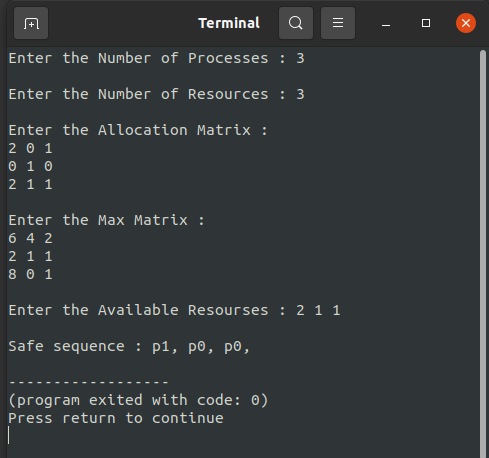 Terminal
Enter the Number of Processes : 3
Enter the Number of Resources : 3
Enter the Allocation Matrix :
2 0 1
0 1 0
2 1 1
Enter the Max Matrix :
6 4 2
2 1 1
8 0 1
Enter the Available Resourses : 2 1 1
Safe sequence : p1, p0, p0,
------------------
(program exited with code: 0)
Press return to continue